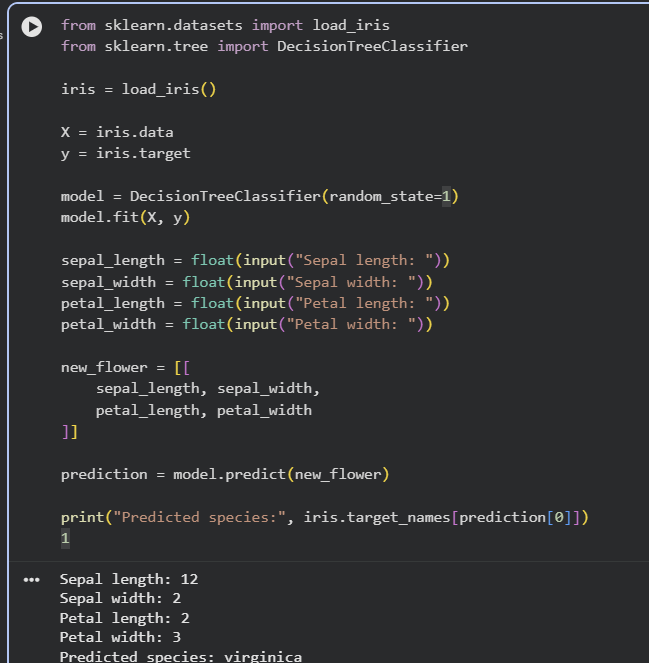 from sklearn.datasets import load_iris
from sklearn.tree import DecisionTreeClassifier
iris = load_iris()
X = iris.data
y = iris.target
model = DecisionTreeClassifier(random_state=1)
model.fit(X, y)
sepal_length = float(input("Sepal length: "))
sepal_width = float(input("Sepal width: "))
petal_length = float(input("Petal length: "))
petal_width = float(input("Petal width: "))
new_flower = [[
    sepal_length, sepal_width,
    petal_length, petal_width
]]
prediction = model.predict(new_flower)
print("Predicted species:", iris.target_names[prediction[0]])
1
Sepal length: 12
Sepal width: 2
Petal length: 2
Petal width: 3
Predicted species: virginica